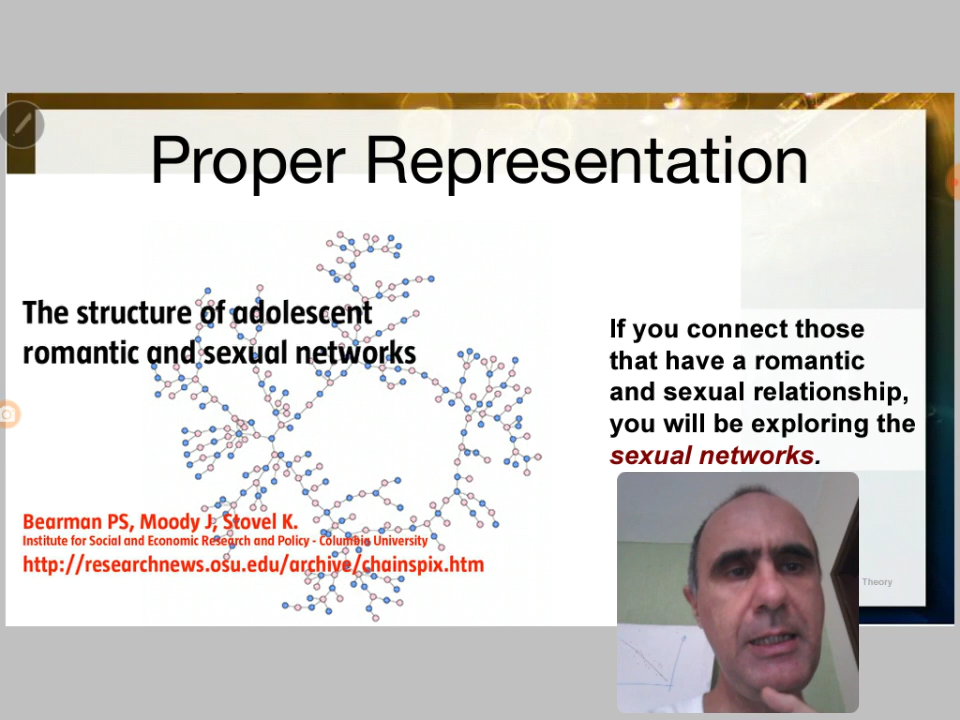 Proper Representation
The structure of adolescent
romantic and sexual networks
If you connect those
that have a romantic
and sexual relationship,
you will be exploring the
sexual networks.
Bearman PS, Moody J, Stovel K.
Institute for Social and Economic Research and Policy - Columbia University
http://researchnews.osu.edu/archive/chainspix.htm
Theory